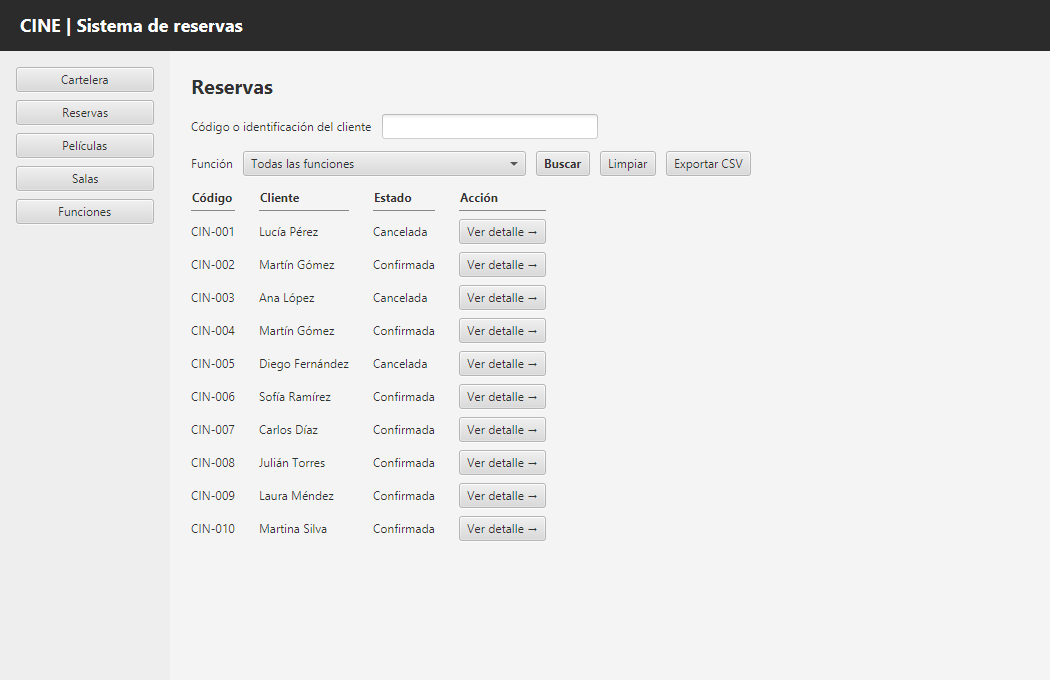 CINE | Sistema de reservas
Cartelera
Reservas
Películas
Salas
Funciones
Reservas
Código o identificación del cliente
Función Todas las funciones Buscar Limpiar Exportar CSV
Código Cliente Estado Acción
CIN-001 Lucía Pérez Cancelada Ver detalle →
CIN-002 Martín Gómez Confirmada Ver detalle →
CIN-003 Ana López Cancelada Ver detalle →
CIN-004 Martín Gómez Confirmada Ver detalle →
CIN-005 Diego Fernández Cancelada Ver detalle →
CIN-006 Sofía Ramírez Confirmada Ver detalle →
CIN-007 Carlos Díaz Confirmada Ver detalle →
CIN-008 Julián Torres Confirmada Ver detalle →
CIN-009 Laura Méndez Confirmada Ver detalle →
CIN-010 Martina Silva Confirmada Ver detalle →